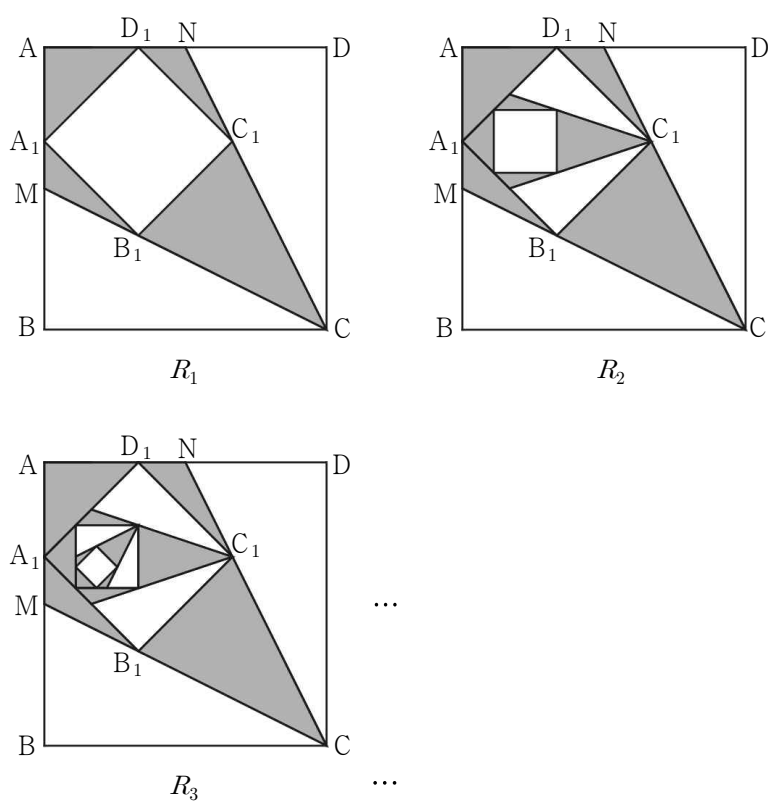 A D₁ N D
A₁ C₁
M
B₁
B C
R₁
A D₁ N D
A₁ C₁
M
B₁
B C
R₂
A D₁ N D
A₁ C₁
M
B₁
B C
R₃
...
...